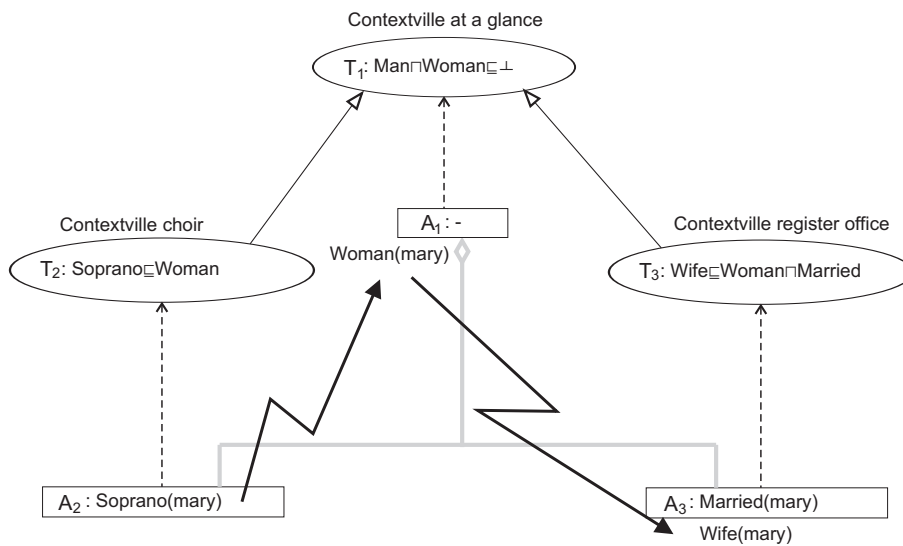 Contextville at a glance
T₁: Man⊓Woman⊑⊥
Contextville choir
T₂: Soprano⊑Woman
A₁: -
Woman(mary)
Contextville register office
T₃: Wife⊑Woman⊓Married
A₂: Soprano(mary)
A₃: Married(mary)
Wife(mary)